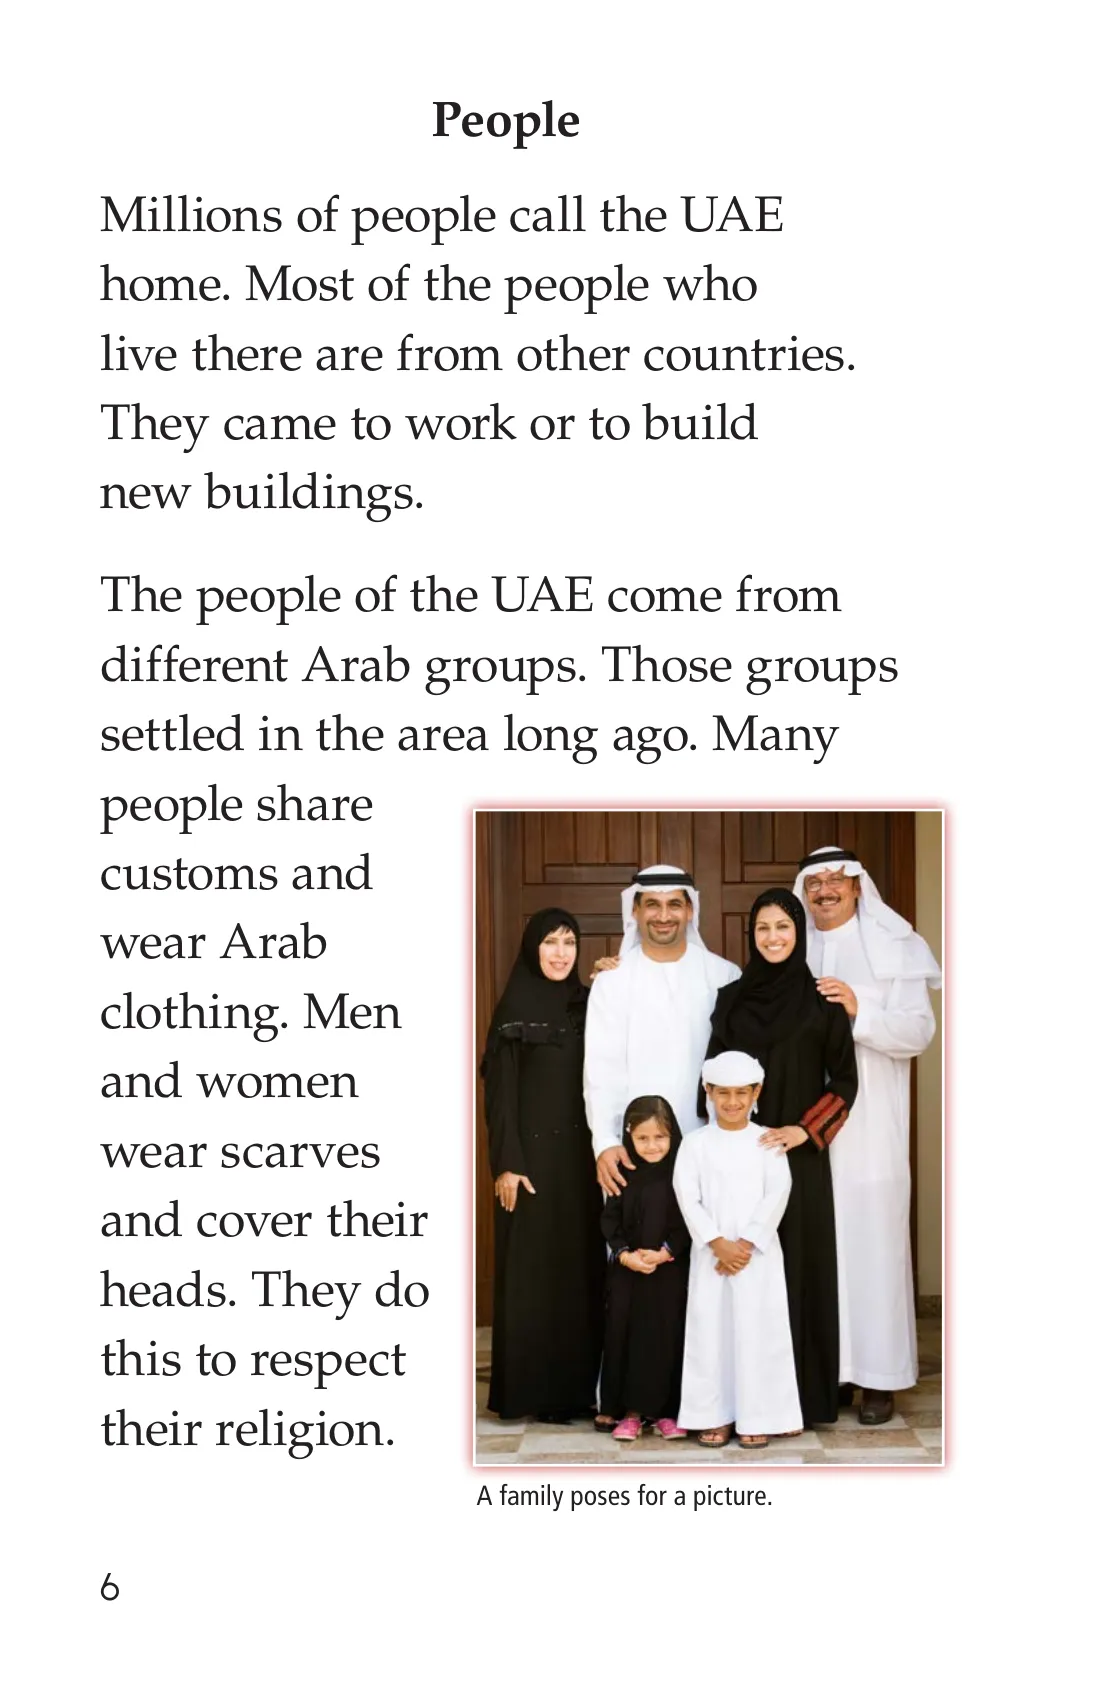 People
Millions of people call the UAE
home. Most of the people who
live there are from other countries.
They came to work or to build
new buildings.
The people of the UAE come from
different Arab groups. Those groups
settled in the area long ago. Many
people share
customs and
wear Arab
clothing. Men
and women
wear scarves
and cover their
heads. They do
this to respect
their religion.
A family poses for a picture.
6